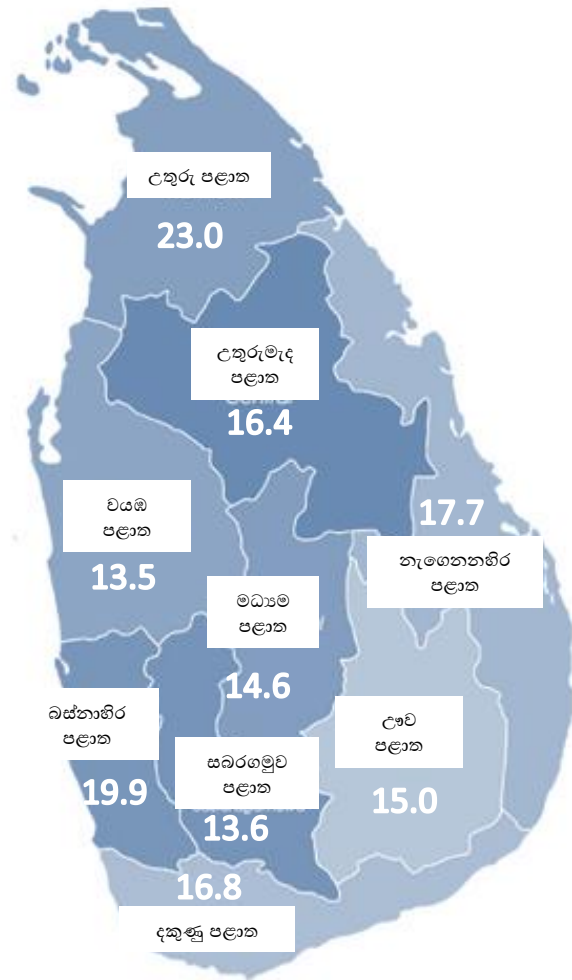 උතුරු පළාත
23.0
උතුරුමැද
පළාත
16.4
වයඹ
පළාත
13.5
17.7
නැගෙනනහිර
පළාත
මධ්‍යම
පළාත
14.6
බස්නාහිර
පළාත
19.9
සබරගමුව
පළාත
13.6
ඌව
පළාත
15.0
16.8
දකුණු පළාත